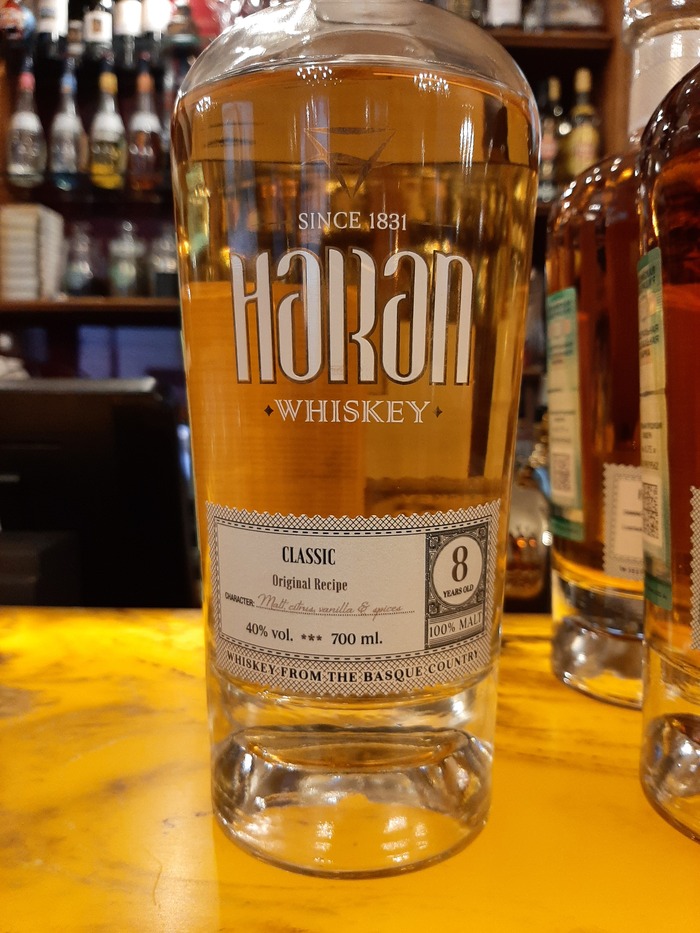 SINCE 1831
HARAN
WHISKEY
CLASSIC
Original Recipe
CHARACTER: Malt, citrus, vanilla & spices
40% vol. *** 700 ml.
8
YEARS OLD
100% MALT
WHISKEY FROM THE BASQUE COUNTRY